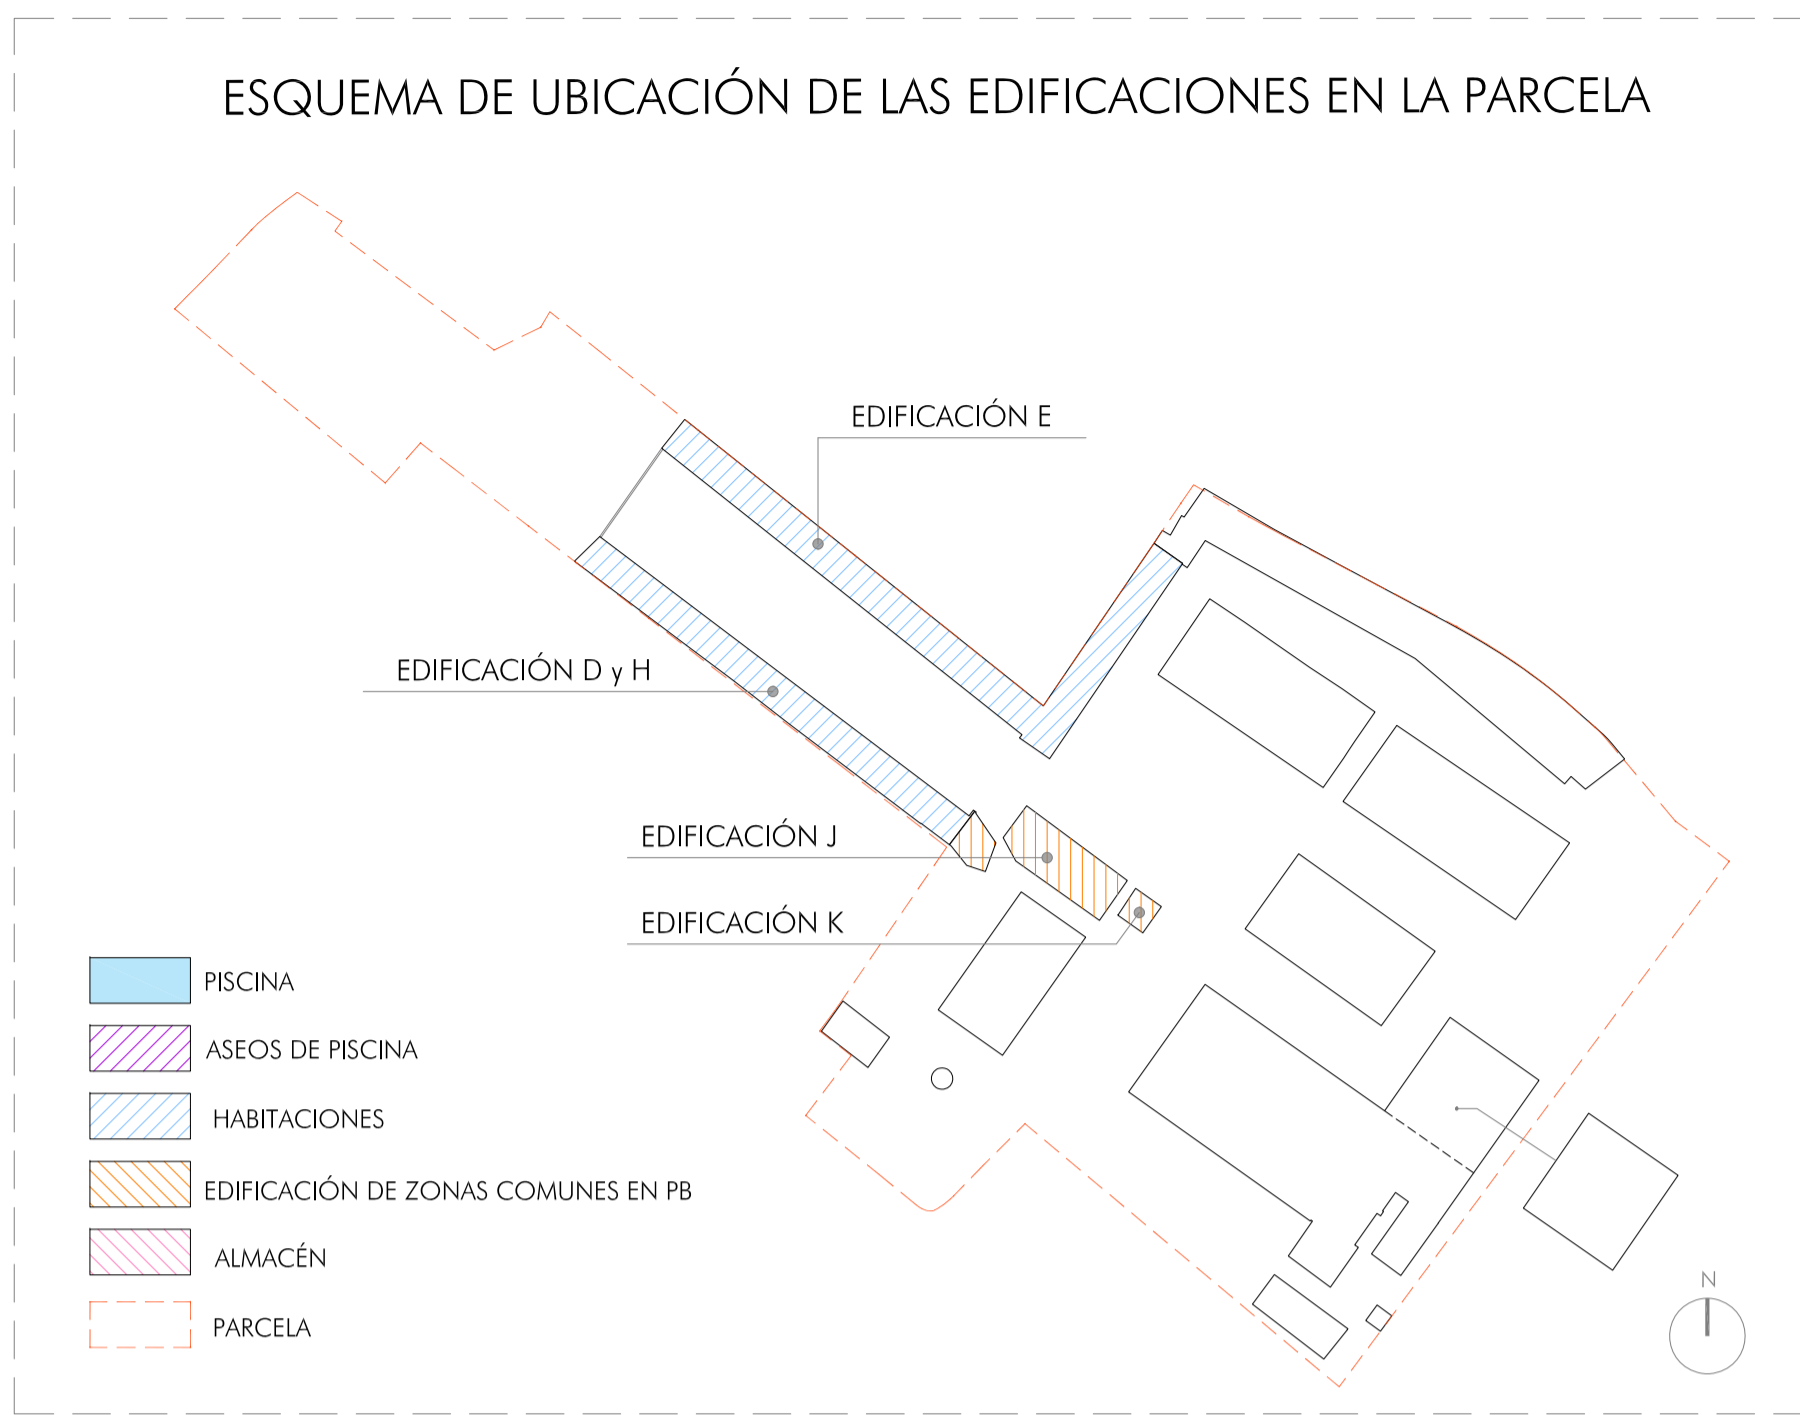 ESQUEMA DE UBICACIÓN DE LAS EDIFICACIONES EN LA PARCELA
EDIFICACIÓN E
EDIFICACIÓN D y H
EDIFICACIÓN J
EDIFICACIÓN K
PISCINA
ASEOS DE PISCINA
HABITACIONES
EDIFICACIÓN DE ZONAS COMUNES EN PB
ALMACÉN
PARCELA
N